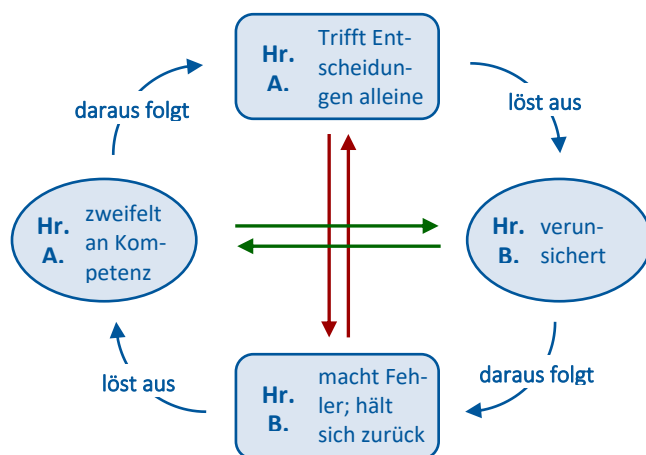 Hr.
A.
Trifft Ent-
scheidun-
gen alleine
daraus folgt
löst aus
Hr.
A.
zweifelt
an Kom-
petenz
Hr.
B.
verun-
sichert
löst aus
daraus folgt
Hr.
B.
macht Feh-
ler; hält
sich zurück